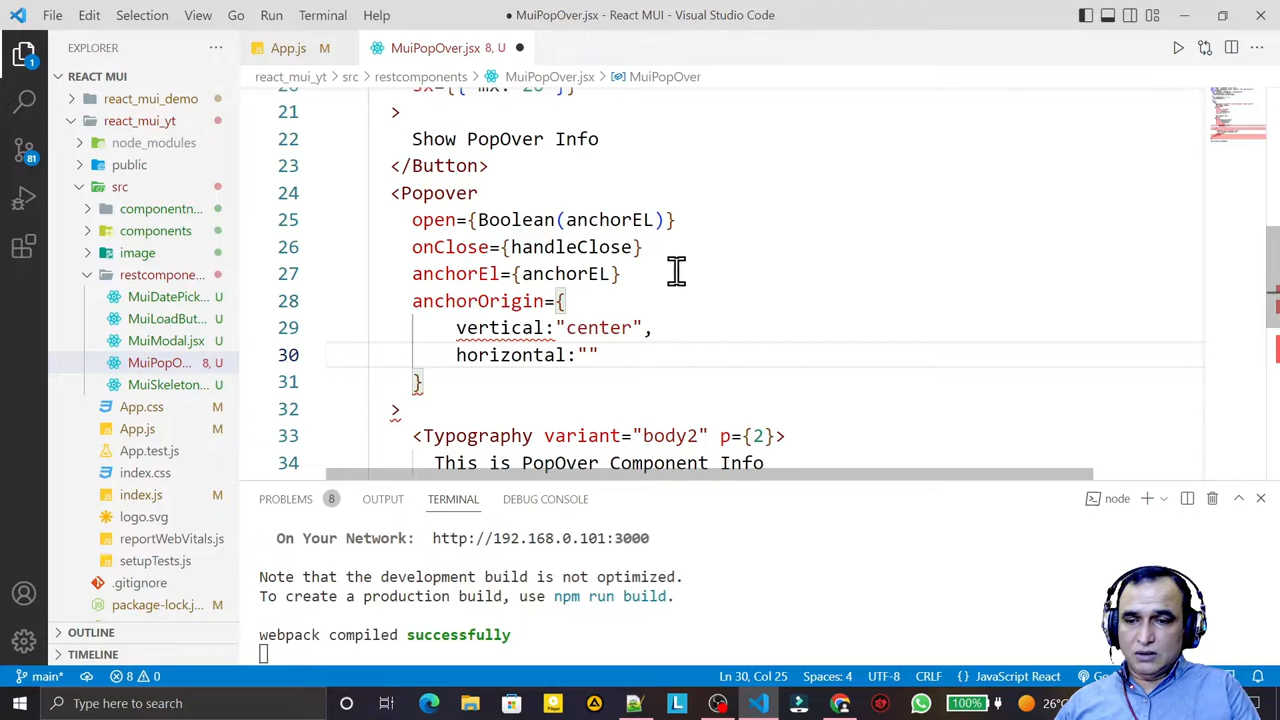 File Edit Selection View Go Run Terminal Help
● MuiPopOver.jsx - React MUI - Visual Studio Code
EXPLORER
App.js M
MuiPopOver.jsx 8, U
react_mui_yt > src > restcomponents > MuiPopOver.jsx > MuiPopOver
REACT MUI
react_mui_demo
react_mui_yt
node_modules
public
src
componentn...
components
image
restcompone...
MuiDatePick... U
MuiLoadBut... U
MuiModal.jsx U
MuiPopO... 8, U
MuiSkeleton... U
App.css M
App.js M
App.test.js
index.css M
index.js M
logo.svg
reportWebVitals.js
setupTests.js
.gitignore
package-lock.j... M
OUTLINE
TIMELINE
1
81
21 >
22 Show PopOver Info
23 </Button>
24 <Popover
25 open={Boolean(anchorEL)}
26 onClose={handleClose}
27 anchorEl={anchorEL}
28 anchorOrigin={
29 vertical:"center",
30 horizontal:""
31 }
32 >
33 <Typography variant="body2" p={2}>
34 This is PopOver Component Info
PROBLEMS 8 OUTPUT TERMINAL DEBUG CONSOLE
node
On Your Network: http://192.168.0.101:3000
Note that the development build is not optimized.
To create a production build, use npm run build.
webpack compiled successfully
main* 8 0
Ln 30, Col 25 Spaces: 4 UTF-8 CRLF JavaScript React
Type here to search
100%
26°